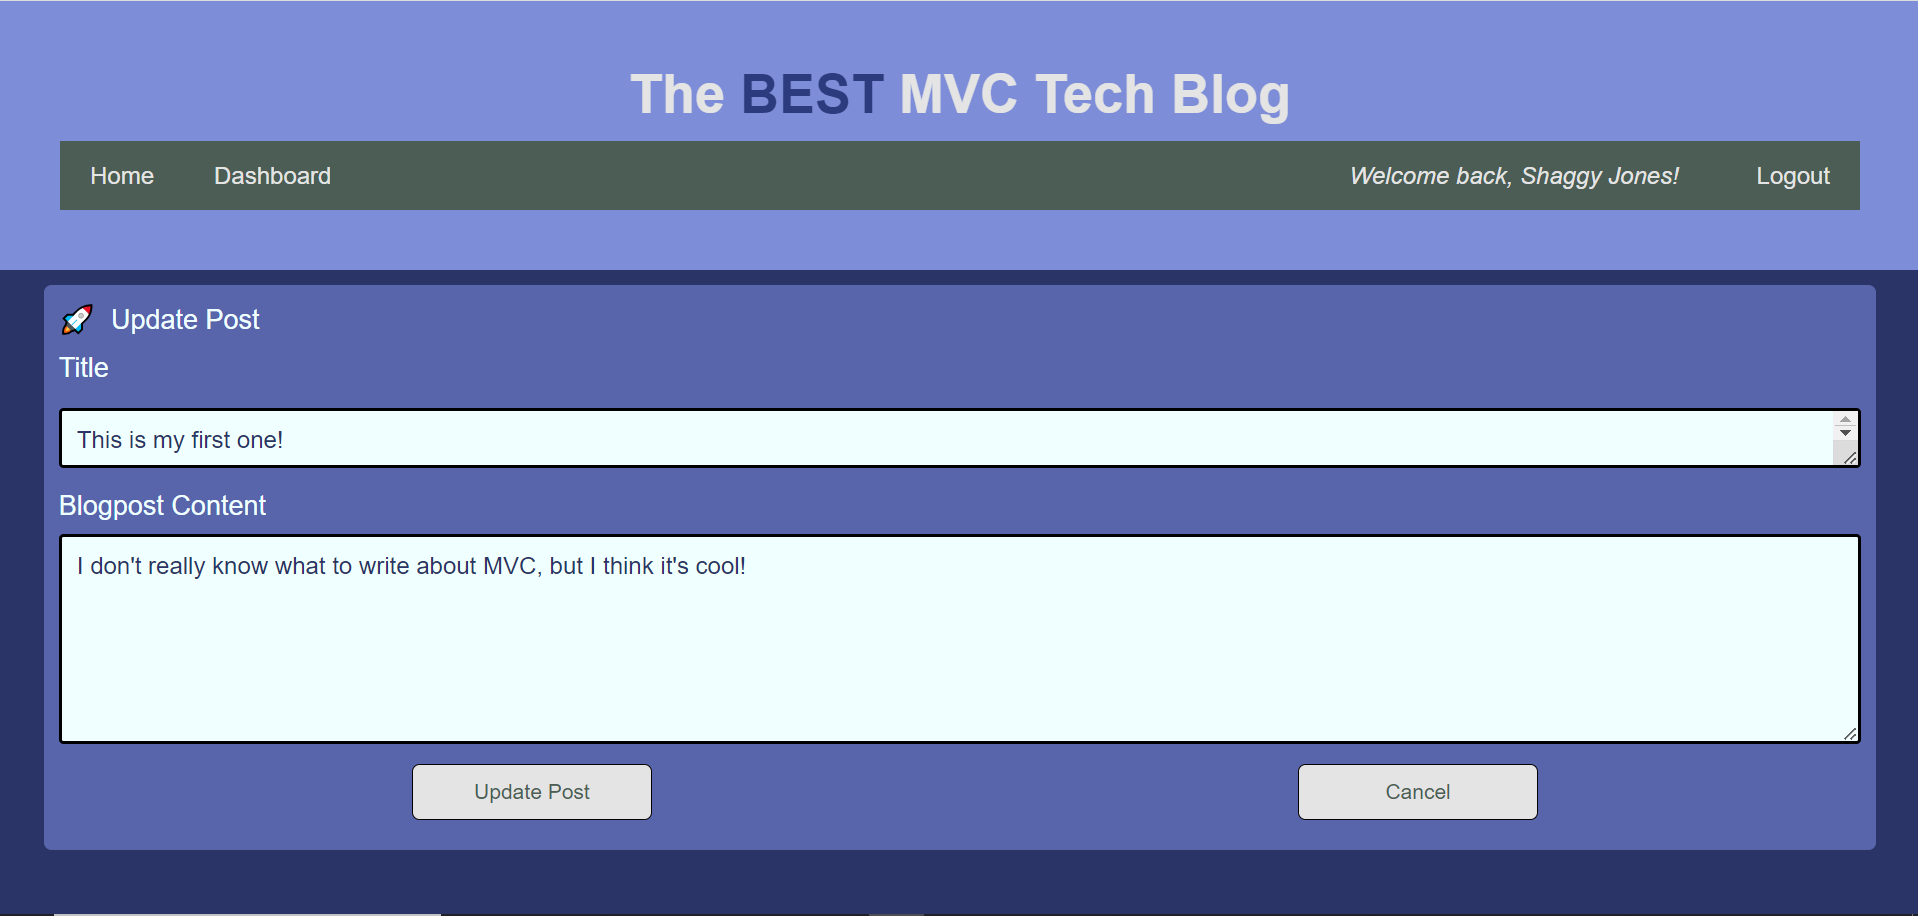 The BEST MVC Tech Blog
Home Dashboard Welcome back, Shaggy Jones! Logout
🚀 Update Post
Title
This is my first one!
Blogpost Content
I don't really know what to write about MVC, but I think it's cool!
Update Post Cancel